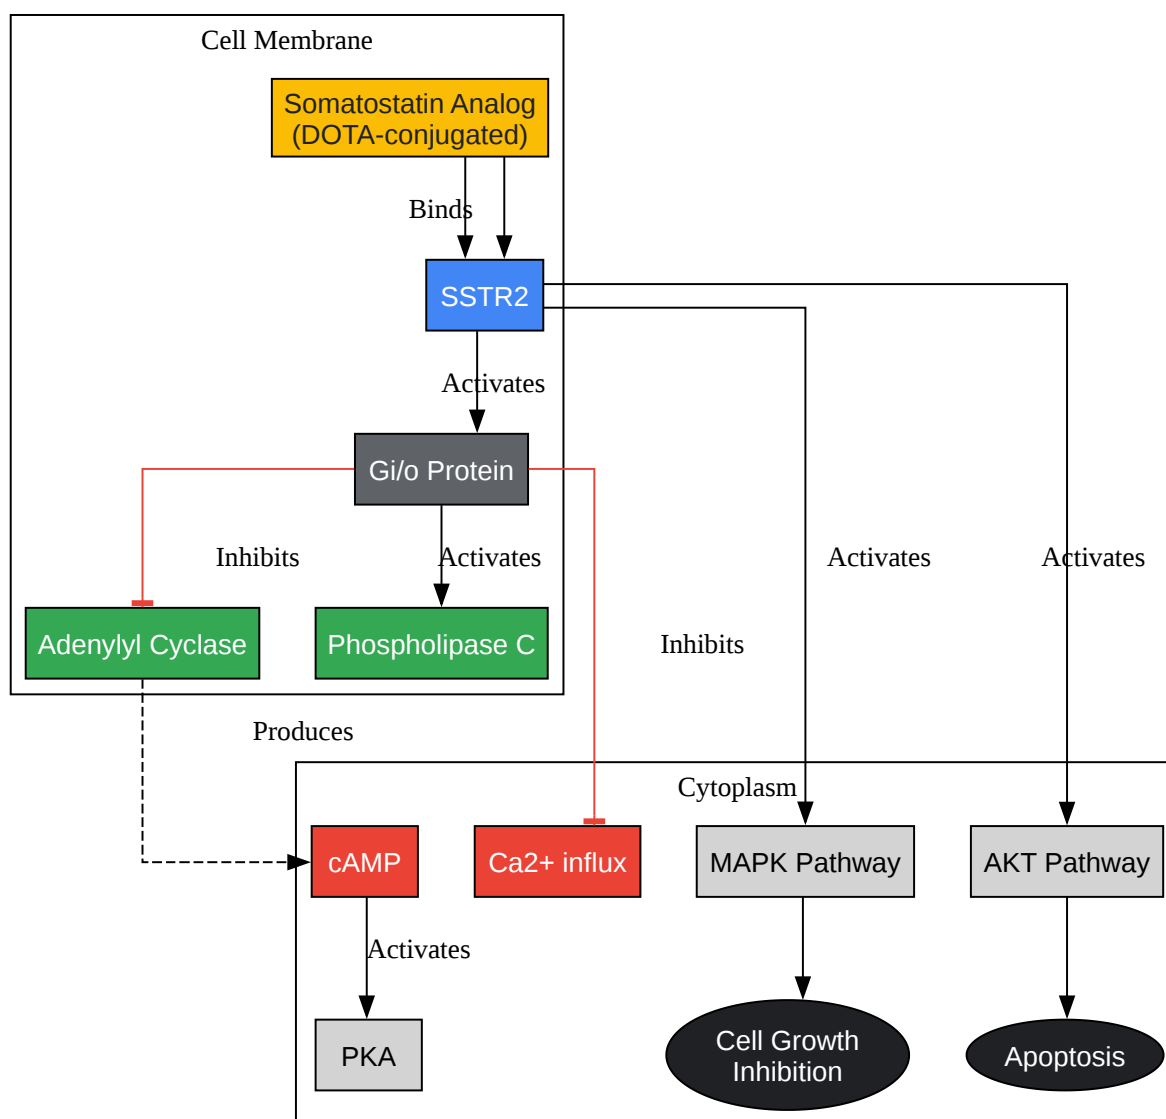 Cell Membrane
Somatostatin Analog
(DOTA-conjugated)
Binds
SSTR2
Activates
Gi/o Protein
Inhibits
Activates
Activates
Activates
Adenylyl Cyclase
Phospholipase C
Inhibits
Produces
Cytoplasm
cAMP
Ca2+ influx
MAPK Pathway
AKT Pathway
Activates
PKA
Cell Growth
Inhibition
Apoptosis